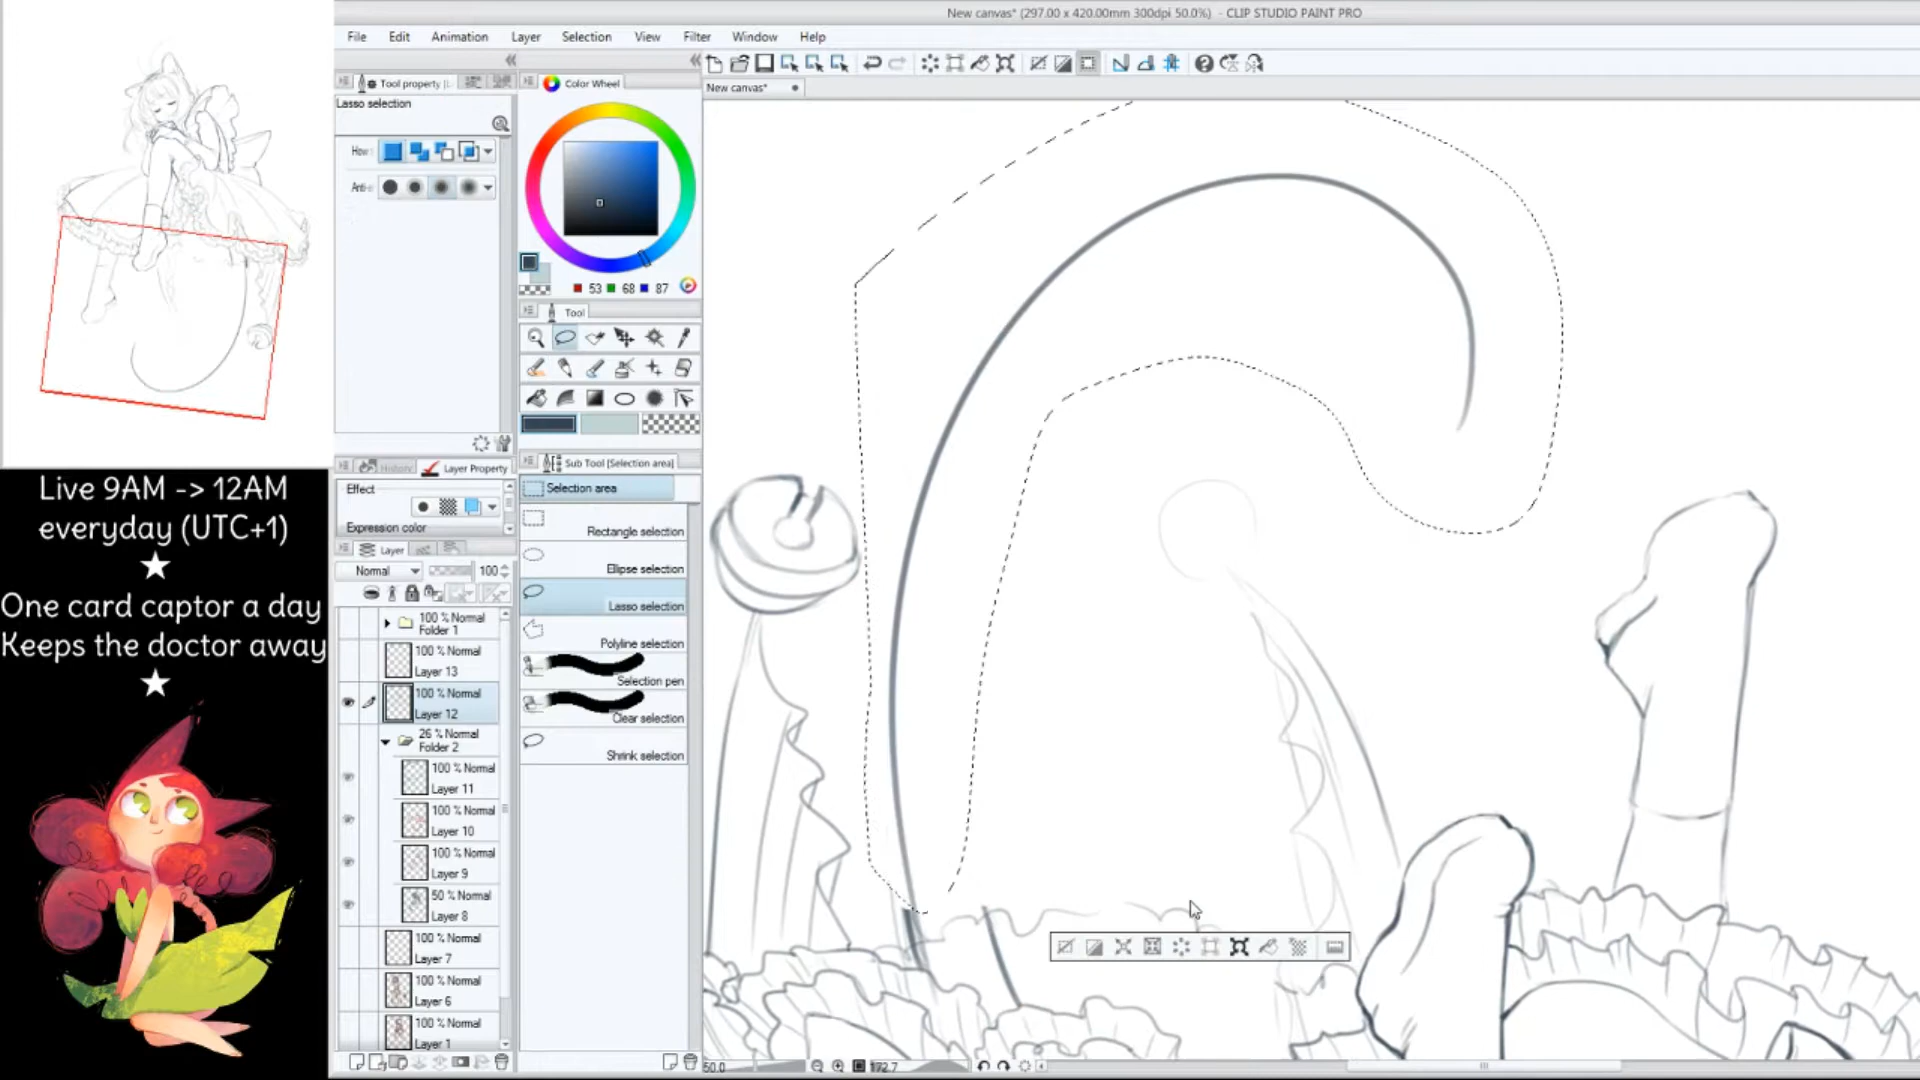 New canvas* (297.00 x 420.00mm 300dpi 50.0%) - CLIP STUDIO PAINT PRO
File Edit Animation Layer Selection View Filter Window Help
New canvas*
Tool property [L
Lasso selection
Color Wheel
53 68 87
Tool
Sub Tool [Selection area]
Selection area
Rectangle selection
Ellipse selection
Lasso selection
Polyline selection
Selection pen
Clear selection
Shrink selection
History
Layer Property
Effect
Expression color
Layer
Normal 100
100 % Normal
Folder 1
100 % Normal
Layer 13
100 % Normal
Layer 12
26 % Normal
Folder 2
100 % Normal
Layer 11
100 % Normal
Layer 10
100 % Normal
Layer 9
50 % Normal
Layer 8
100 % Normal
Layer 7
100 % Normal
Layer 6
100 % Normal
Layer 1
50.0
172.7
Live 9AM -> 12AM
everyday (UTC+1)
One card captor a day
Keeps the doctor away